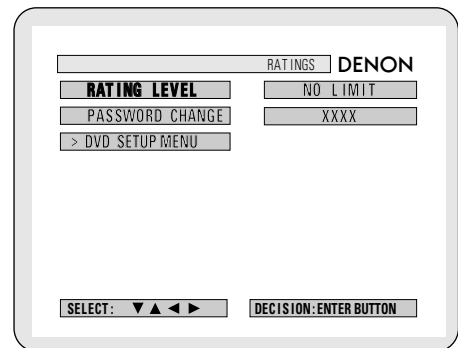 RATINGS DENON
RATING LEVEL NO LIMIT
PASSWORD CHANGE XXXX
> DVD SETUP MENU
SELECT: ▼ ▲ ◄ ► DECISION: ENTER BUTTON